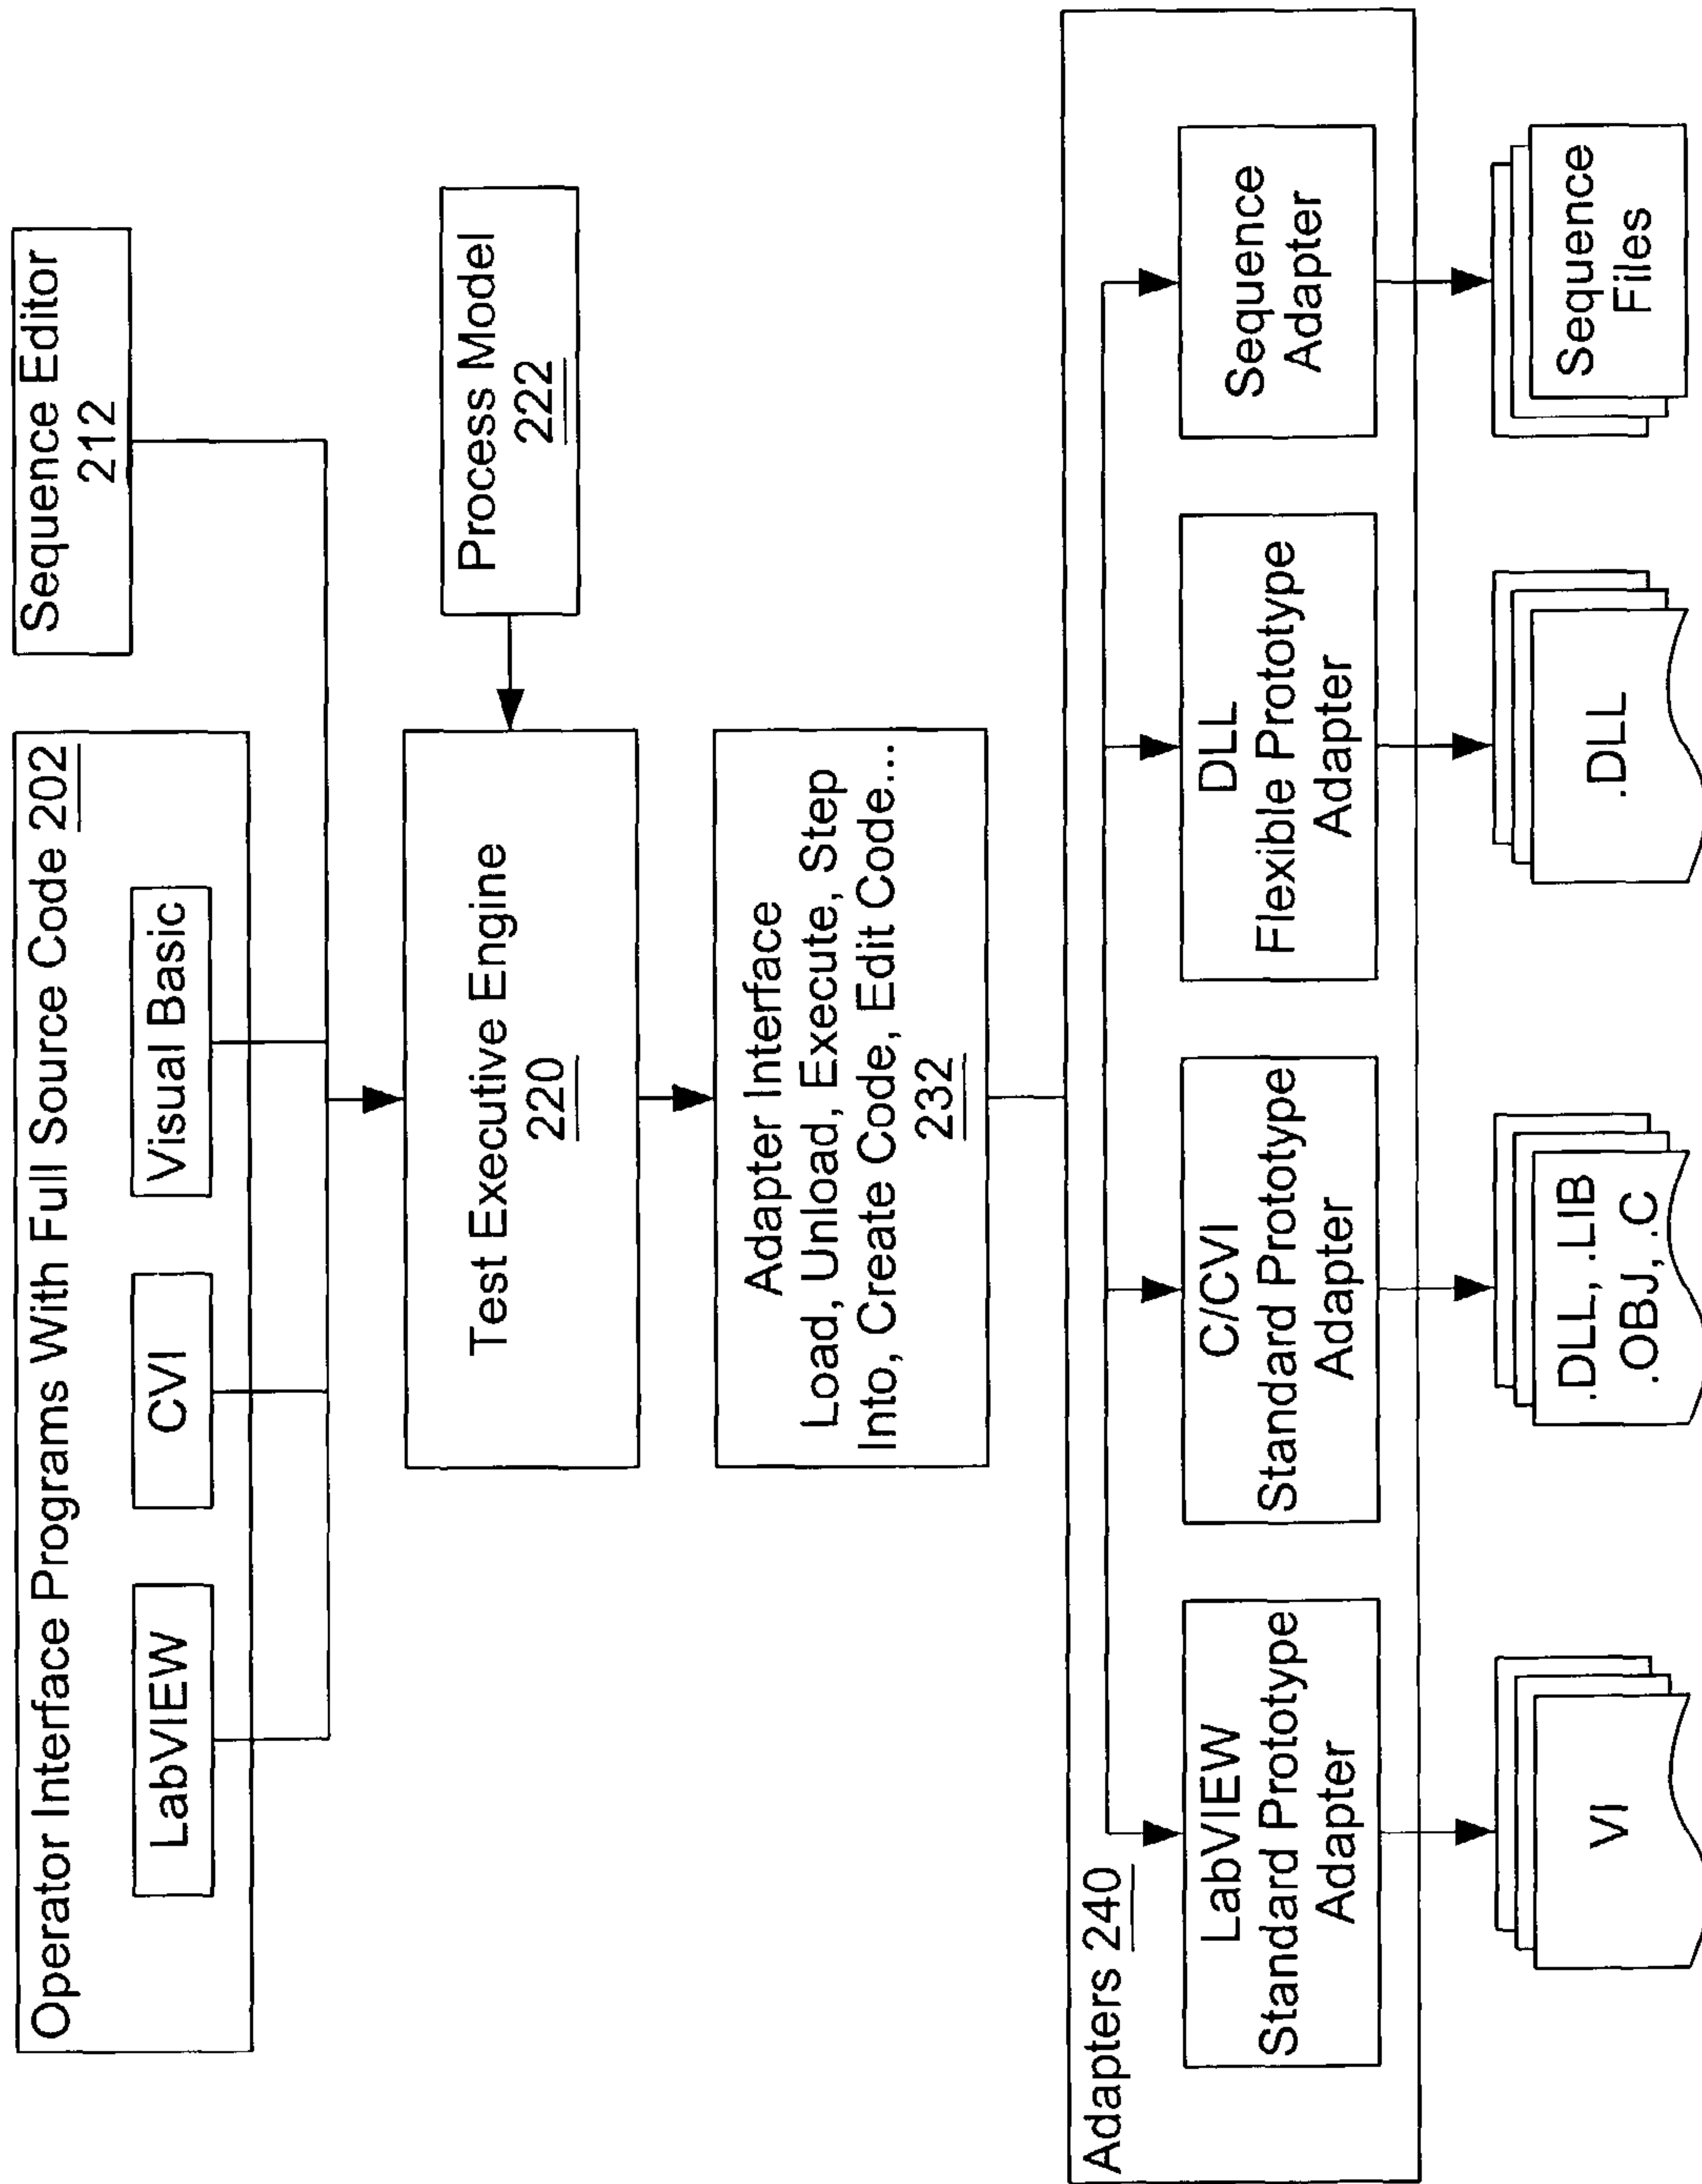 Operator Interface Programs With Full Source Code 202
LabVIEW
CVI
Visual Basic
Sequence Editor
212
Test Executive Engine
220
Process Model
222
Adapter Interface
Load, Unload, Execute, Step
Into, Create Code, Edit Code...
232
Adapters 240
LabVIEW
Standard Prototype
Adapter
C/CVI
Standard Prototype
Adapter
DLL
Flexible Prototype
Adapter
Sequence
Adapter
VI
.DLL, .LIB
.OBJ, .C
.DLL
Sequence
Files